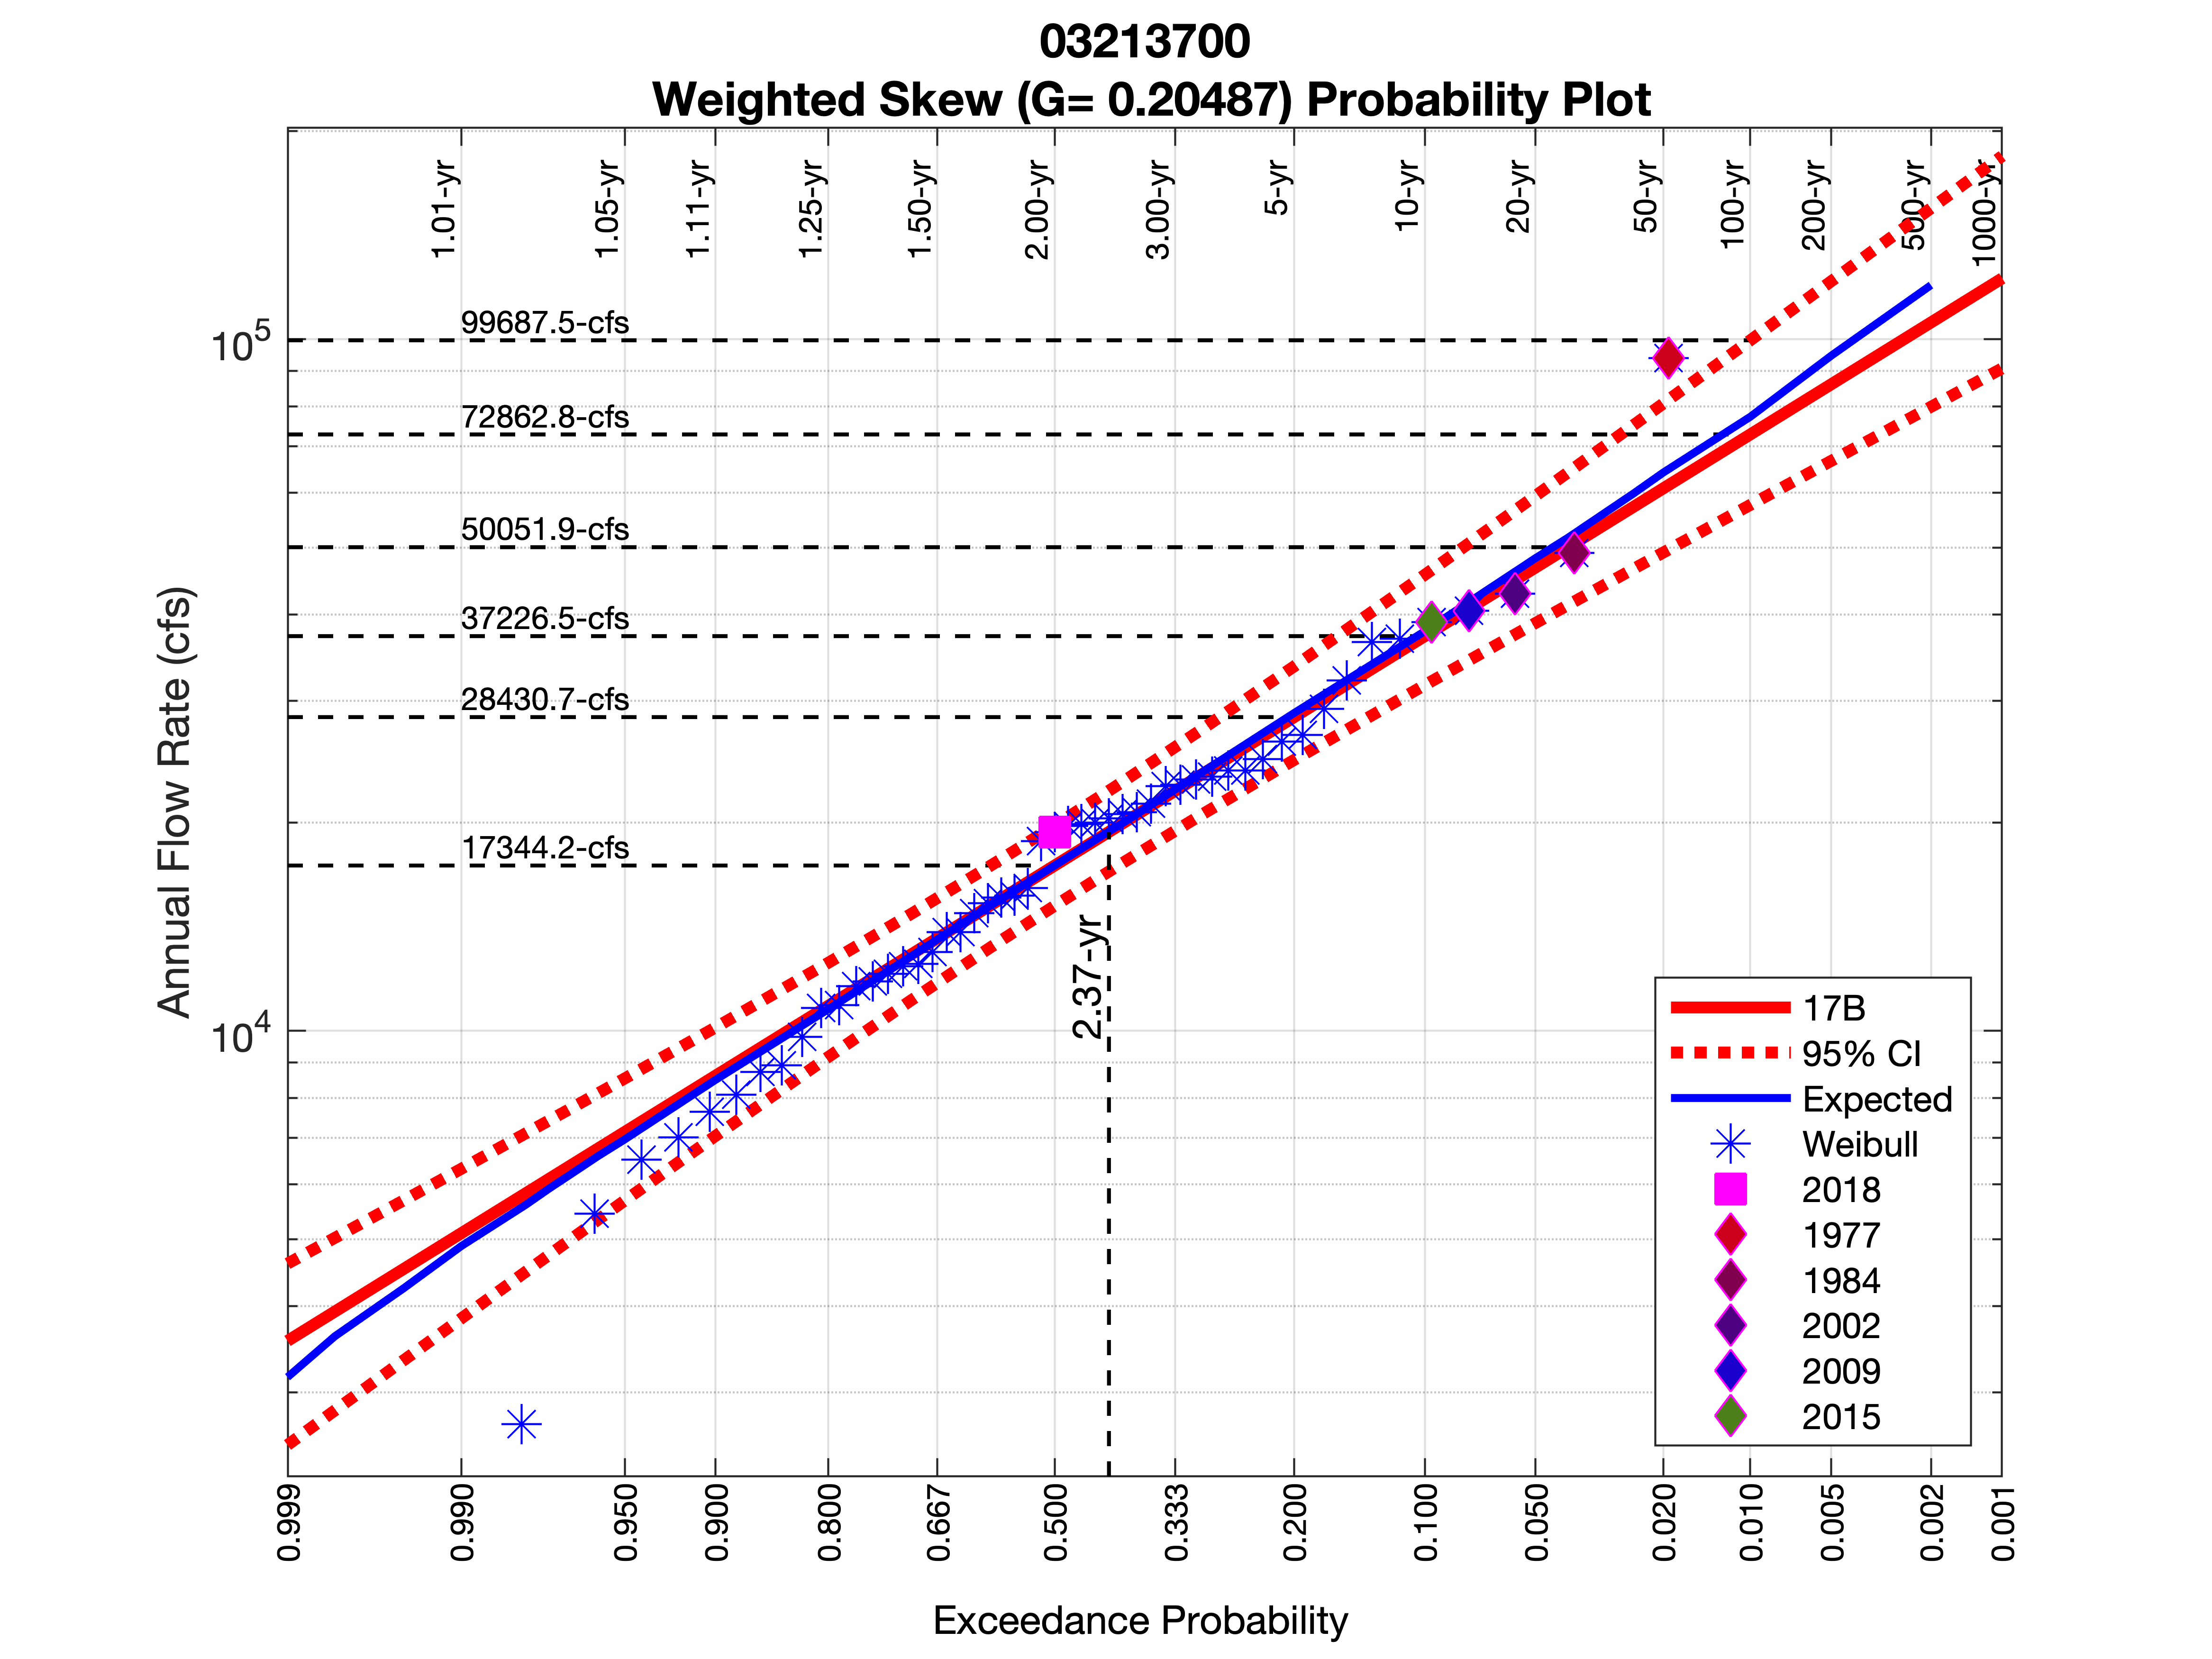 03213700
Weighted Skew (G= 0.20487) Probability Plot
1.01-yr
1.05-yr
1.11-yr
1.25-yr
1.50-yr
2.00-yr
3.00-yr
5-yr
10-yr
20-yr
50-yr
100-yr
200-yr
500-yr
1000-yr
99687.5-cfs
72862.8-cfs
50051.9-cfs
37226.5-cfs
28430.7-cfs
17344.2-cfs
2.37-yr
10⁵
10⁴
Annual Flow Rate (cfs)
17B
95% CI
Expected
Weibull
2018
1977
1984
2002
2009
2015
0.999
0.990
0.950
0.900
0.800
0.667
0.500
0.333
0.200
0.100
0.050
0.020
0.010
0.005
0.002
0.001
Exceedance Probability